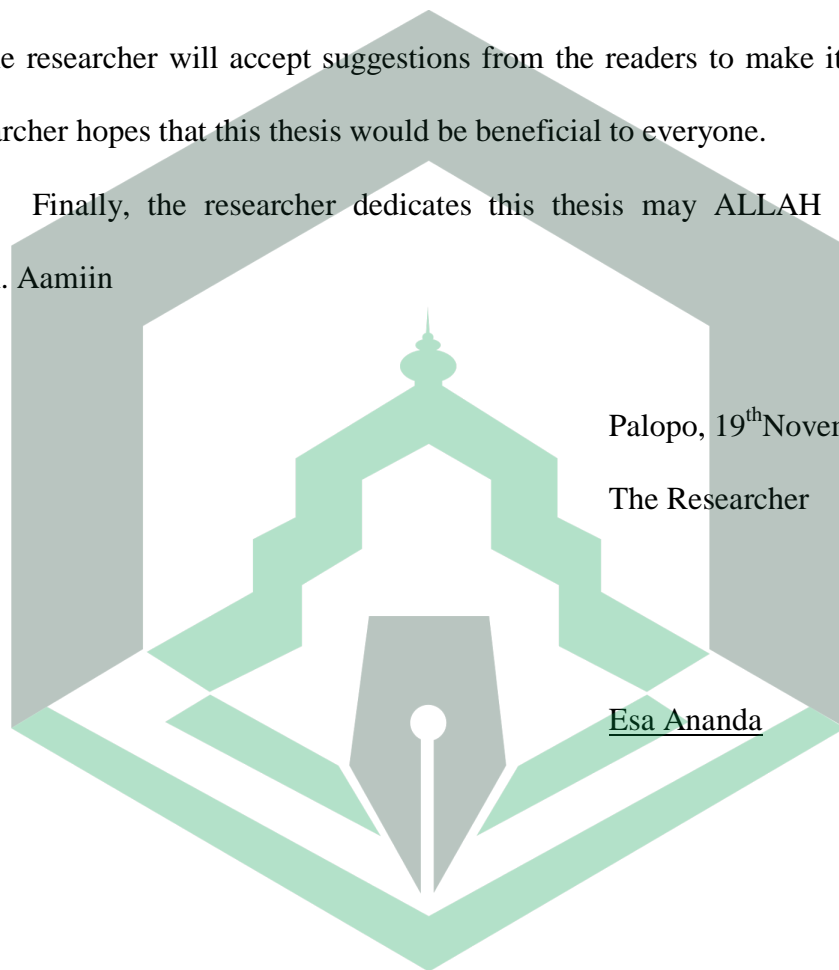 researcher will accept suggestions from the readers to make it
hopes that this thesis would be beneficial to everyone.
Finally, the researcher dedicates this thesis may ALLAH
. Aamiin
Palopo, 19thNover
The Researcher
Esa Ananda